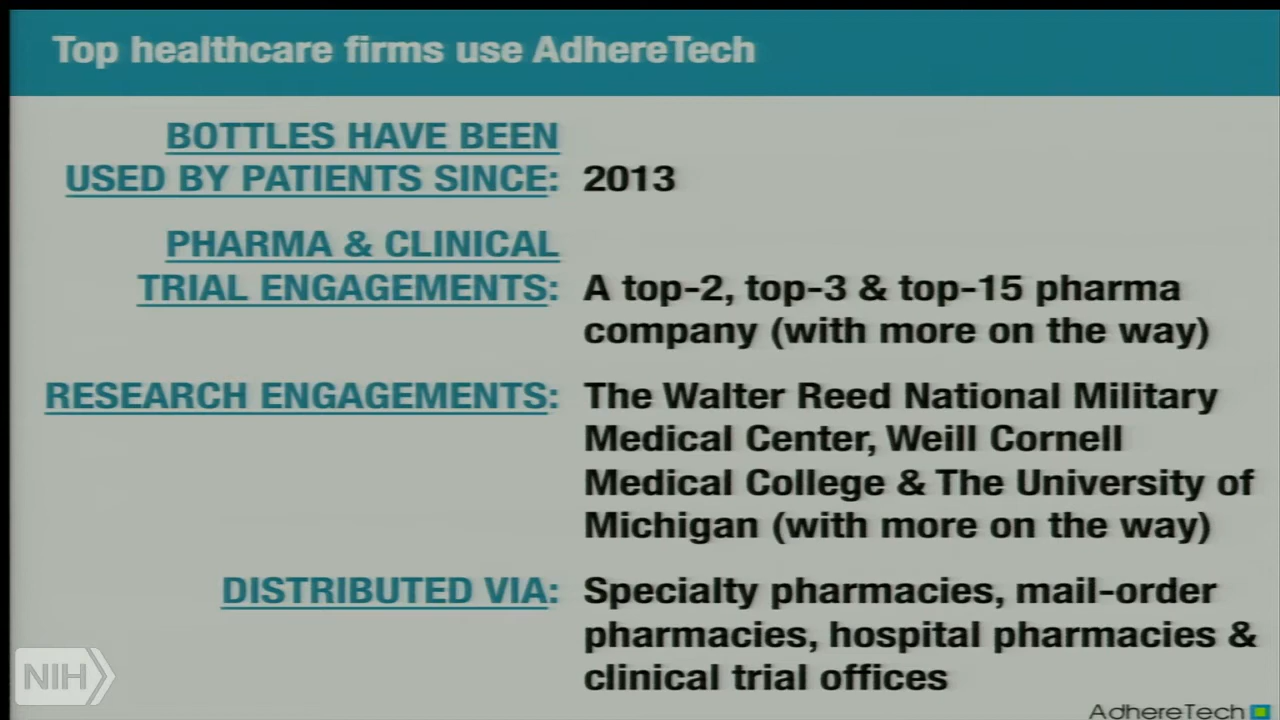 Top healthcare firms use AdhereTech
BOTTLES HAVE BEEN
USED BY PATIENTS SINCE: 2013
PHARMA & CLINICAL
TRIAL ENGAGEMENTS: A top-2, top-3 & top-15 pharma
company (with more on the way)
RESEARCH ENGAGEMENTS: The Walter Reed National Military
Medical Center, Weill Cornell
Medical College & The University of
Michigan (with more on the way)
DISTRIBUTED VIA: Specialty pharmacies, mail-order
pharmacies, hospital pharmacies &
clinical trial offices
NIH
AdhereTech